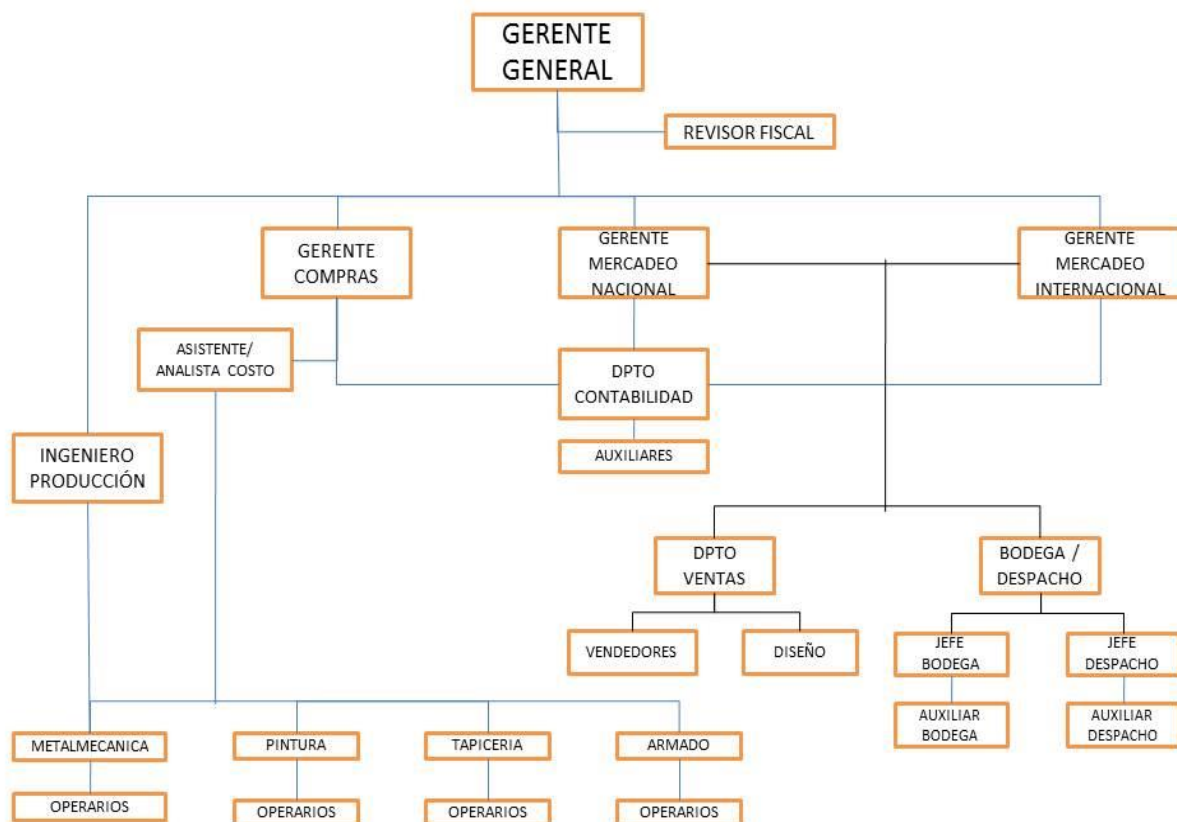 GERENTE
GENERAL
REVISOR FISCAL
GERENTE
COMPRAS
GERENTE
MERCADEO
NACIONAL
GERENTE
MERCADEO
INTERNACIONAL
ASISTENTE/
ANALISTA COSTO
DPTO
CONTABILIDAD
AUXILIARES
INGENIERO
PRODUCCIÓN
DPTO
VENTAS
BODEGA /
DESPACHO
VENDEDORES
DISEÑO
JEFE
BODEGA
JEFE
DESPACHO
AUXILIAR
BODEGA
AUXILIAR
DESPACHO
METALMECANICA
PINTURA
TAPICERIA
ARMADO
OPERARIOS
OPERARIOS
OPERARIOS
OPERARIOS